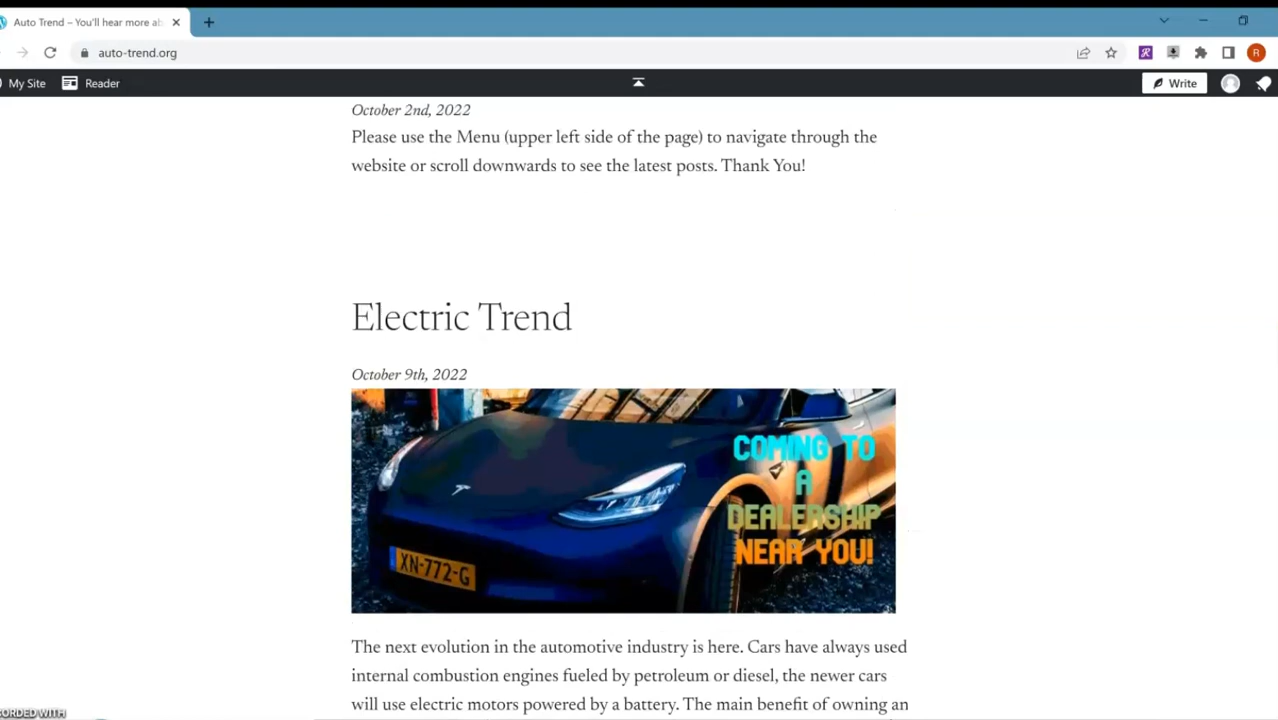 Auto Trend – You'll hear more ab
auto-trend.org
R
R
My Site
Reader
Write
October 2nd, 2022
Please use the Menu (upper left side of the page) to navigate through the
website or scroll downwards to see the latest posts. Thank You!
Electric Trend
October 9th, 2022
COMING TO
A
DEALERSHIP
NEAR YOU!
XN-772-G
The next evolution in the automotive industry is here. Cars have always used
internal combustion engines fueled by petroleum or diesel, the newer cars
will use electric motors powered by a battery. The main benefit of owning an
ORDED WITH